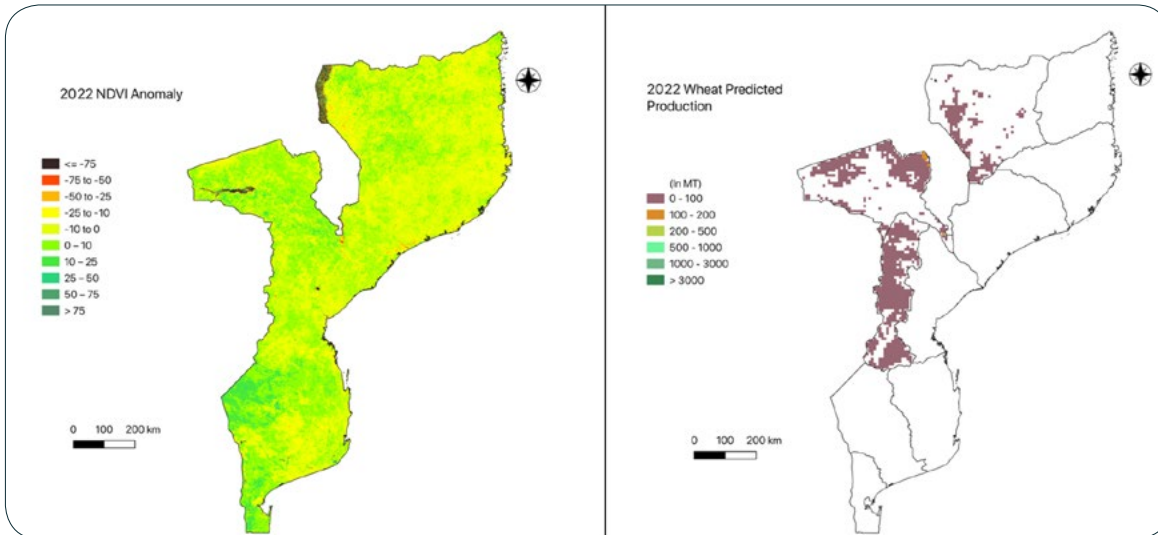 2022 NDVI Anomaly
<= -75
-75 to -50
-50 to -25
-25 to -10
-10 to 0
0 – 10
10 – 25
25 – 50
50 – 75
> 75
0 100 200 km
2022 Wheat Predicted
Production
(In MT)
0 - 100
100 - 200
200 - 500
500 - 1000
1000 - 3000
> 3000
0 100 200 km